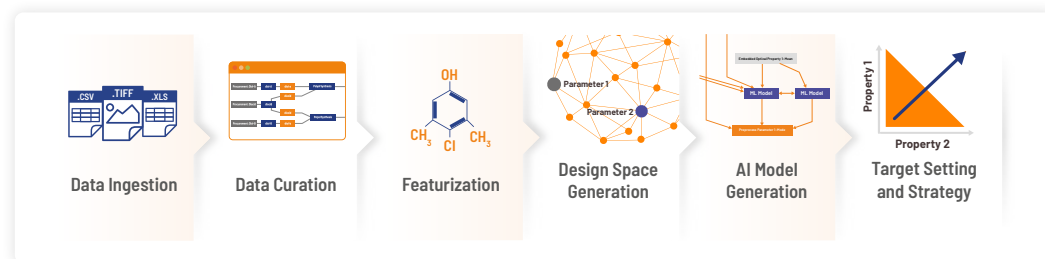 .CSV
.TIFF
.XLS
Data Ingestion
Data Curation
OH
CH3
Cl
CH3
Featurization
Parameter 1
Parameter 2
Design Space
Generation
ML Model
ML Model
AI Model
Generation
Property 1
Property 2
Target Setting
and Strategy